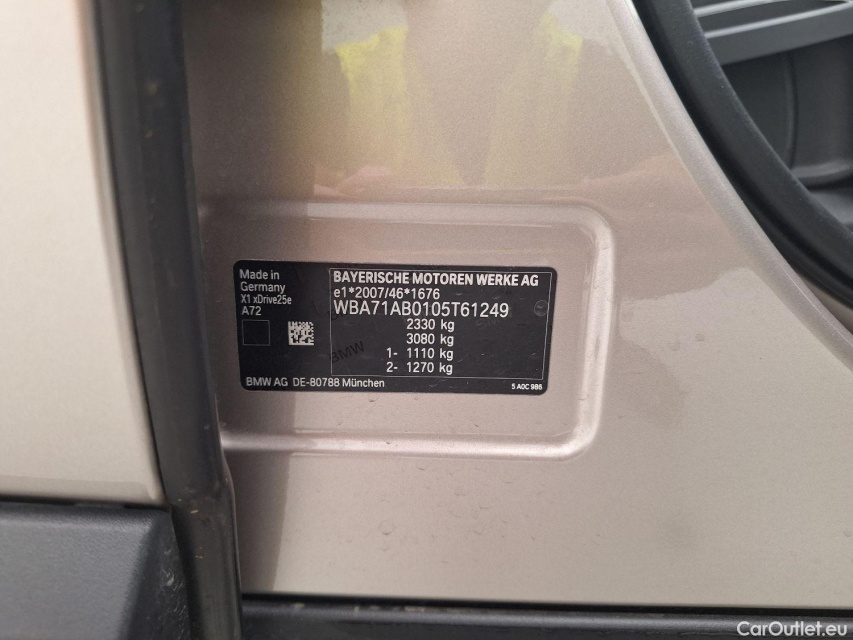 Made in
Germany
X1 xDrive25e
A72
BAYERISCHE MOTOREN WERKE AG
e1*2007/46*1676
WBA71AB0105T61249
2330 kg
3080 kg
1- 1110 kg
2- 1270 kg
BMW
BMW AG DE-80788 München
5 A0C 986
CarOutlet.eu